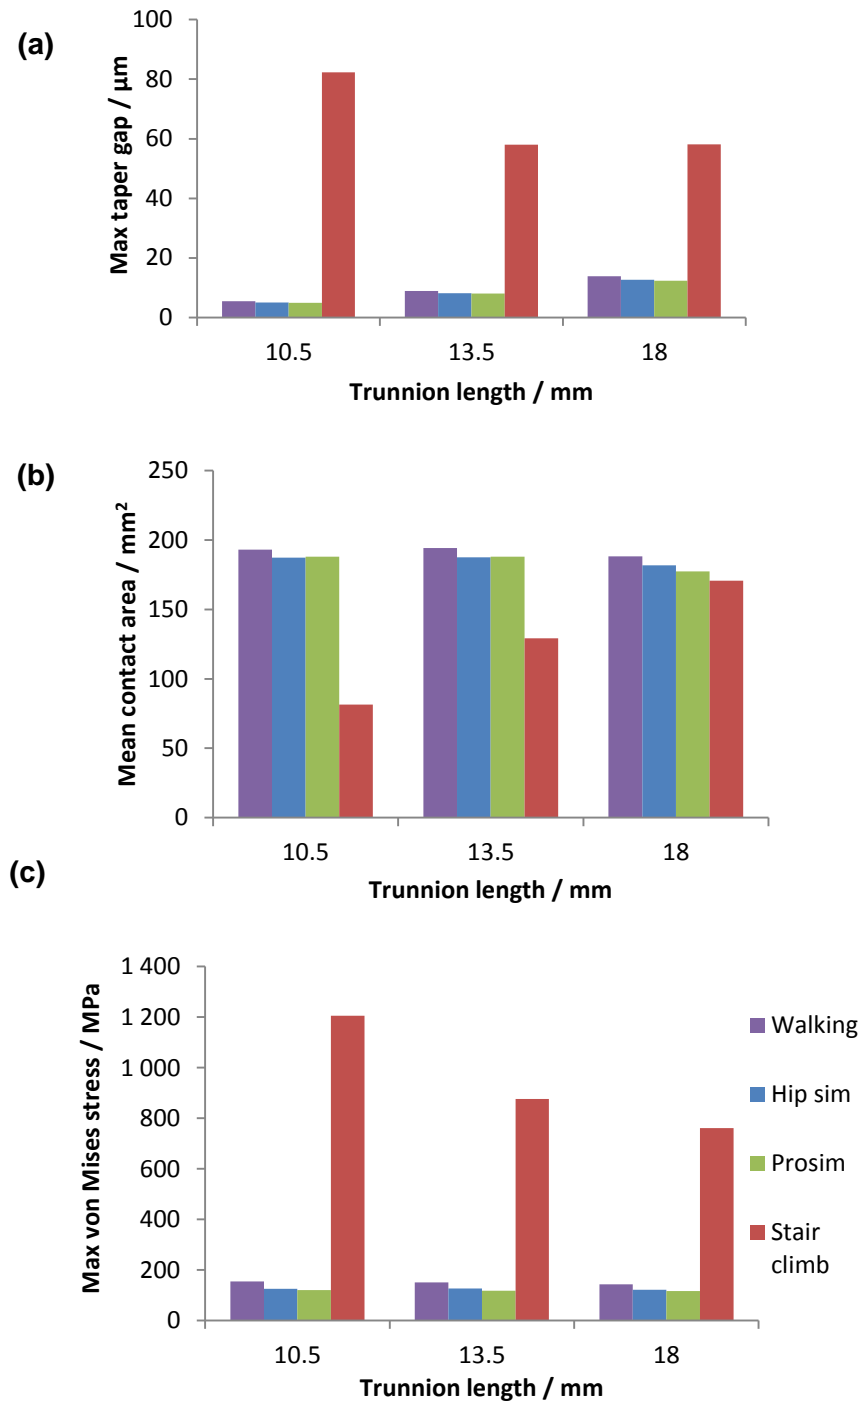 (a)
Max taper gap / µm
100
80
60
40
20
0
10.5 13.5 18
Trunnion length / mm
(b)
Mean contact area / mm²
250
200
150
100
50
0
10.5 13.5 18
Trunnion length / mm
(c)
Max von Mises stress / MPa
1 400
1 200
1 000
800
600
400
200
0
10.5 13.5 18
Trunnion length / mm
Walking
Hip sim
Prosim
Stair
climb